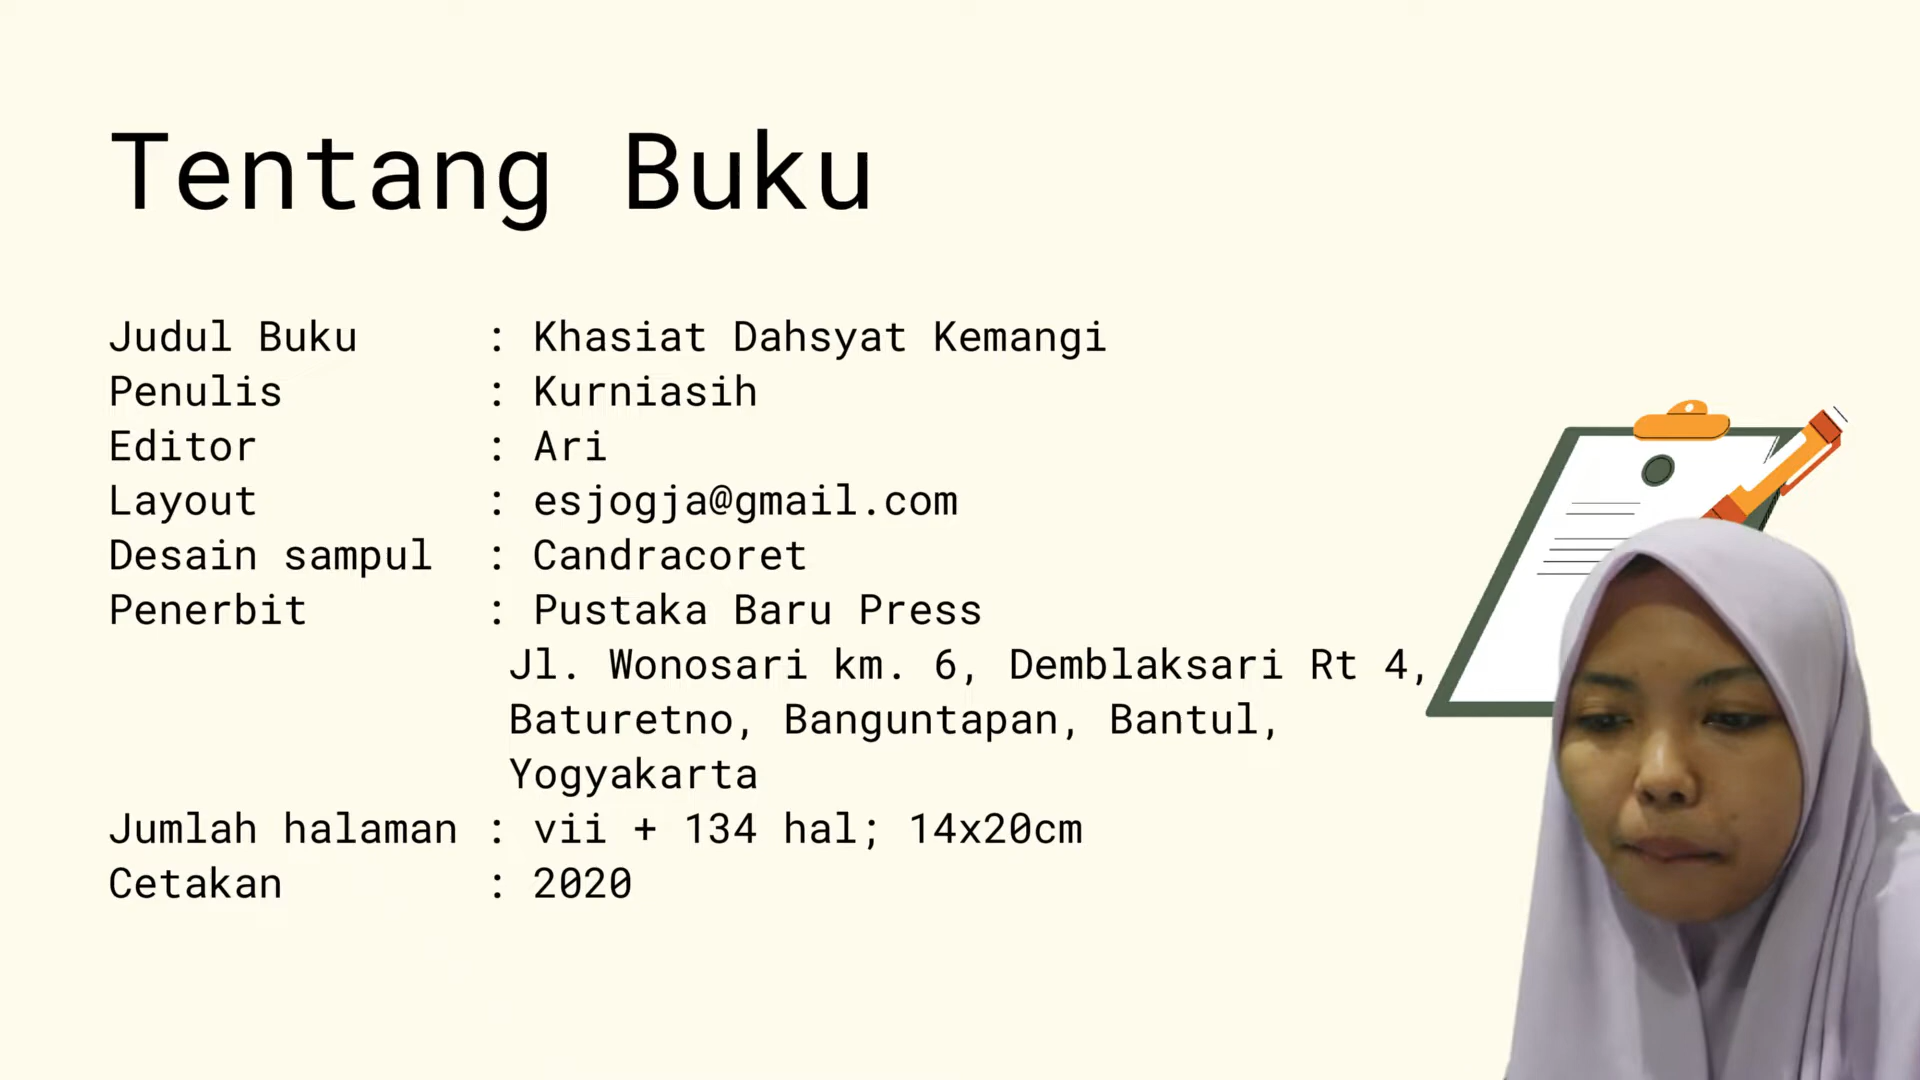 Tentang Buku
Judul Buku : Khasiat Dahsyat Kemangi
Penulis : Kurniasih
Editor : Ari
Layout : esjogja@gmail.com
Desain sampul : Candracoret
Penerbit : Pustaka Baru Press
Jl. Wonosari km. 6, Demblaksari Rt 4,
Baturetno, Banguntapan, Bantul,
Yogyakarta
Jumlah halaman : vii + 134 hal; 14x20cm
Cetakan : 2020